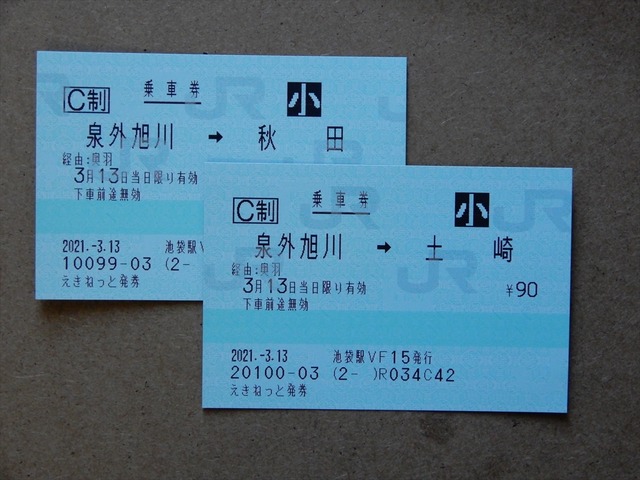 乗車券
C制 小
泉外旭川 → 秋田
経由:奥羽
3月13日当日限り有効
下車前途無効
2021.-3.13 池袋駅V
10099-03 (2-
えきねっと発券
乗車券
C制 小
泉外旭川 → 土崎
経由:奥羽
3月13日当日限り有効 ¥90
下車前途無効
2021.-3.13 池袋駅VF15発行
20100-03 (2- )R034C42
えきねっと発券